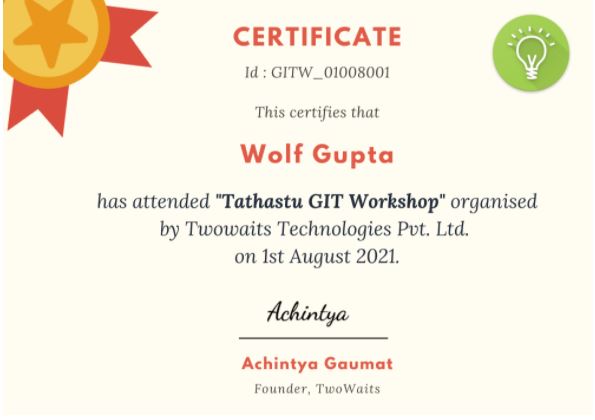 CERTIFICATE
Id : GITW_01008001
This certifies that
Wolf Gupta
has attended "Tathastu GIT Workshop" organised
by Twowaits Technologies Pvt. Ltd.
on 1st August 2021.
Achintya
Achintya Gaumat
Founder, TwoWaits